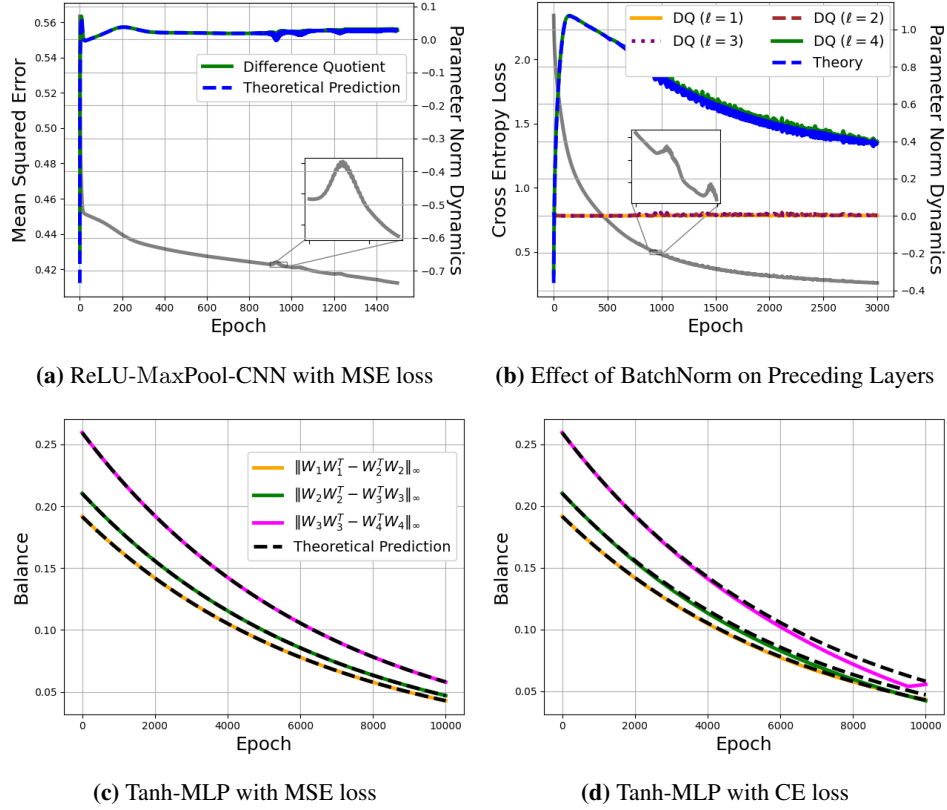 0.56
0.54
0.52
0.50
0.48
0.46
0.44
0.42
Mean Squared Error
0.1
0.0
−0.1
−0.2
−0.3
−0.4
−0.5
−0.6
−0.7
Parameter Norm Dynamics
Difference Quotient
Theoretical Prediction
0 200 400 600 800 1000 1200 1400
Epoch
(a) ReLU-MaxPool-CNN with MSE loss
2.0
1.5
1.0
0.5
Cross Entropy Loss
1.0
0.8
0.6
0.4
0.2
0.0
−0.2
−0.4
Parameter Norm Dynamics
DQ (ℓ = 1) DQ (ℓ = 2)
DQ (ℓ = 3) DQ (ℓ = 4)
Theory
0 500 1000 1500 2000 2500 3000
Epoch
(b) Effect of BatchNorm on Preceding Layers
0.25
0.20
0.15
0.10
0.05
Balance
‖W₁W₁ᵀ − W₂ᵀW₂‖∞
‖W₂W₂ᵀ − W₃ᵀW₃‖∞
‖W₃W₃ᵀ − W₄ᵀW₄‖∞
Theoretical Prediction
0 2000 4000 6000 8000 10000
Epoch
(c) Tanh-MLP with MSE loss
0.25
0.20
0.15
0.10
0.05
Balance
0 2000 4000 6000 8000 10000
Epoch
(d) Tanh-MLP with CE loss